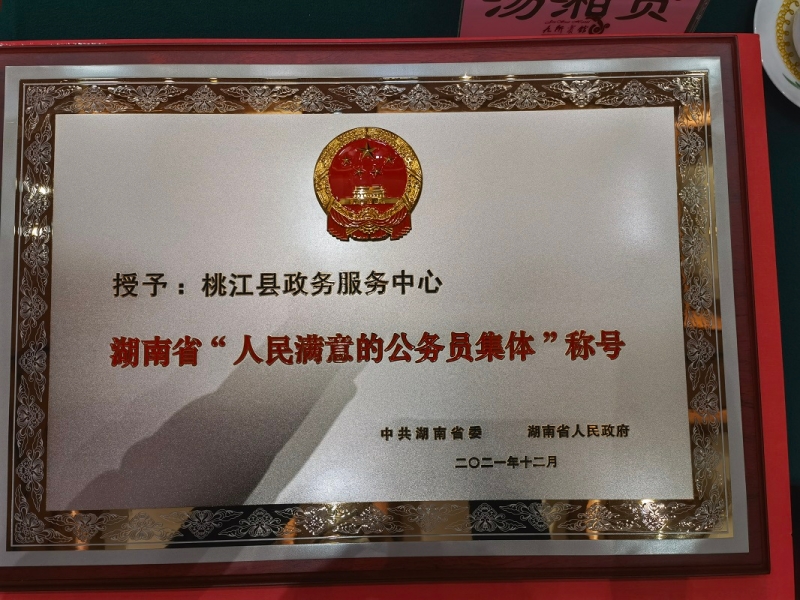 授予：桃江县政务服务中心
湖南省“人民满意的公务员集体”称号
中共湖南省委 湖南省人民政府
二〇二一年十二月